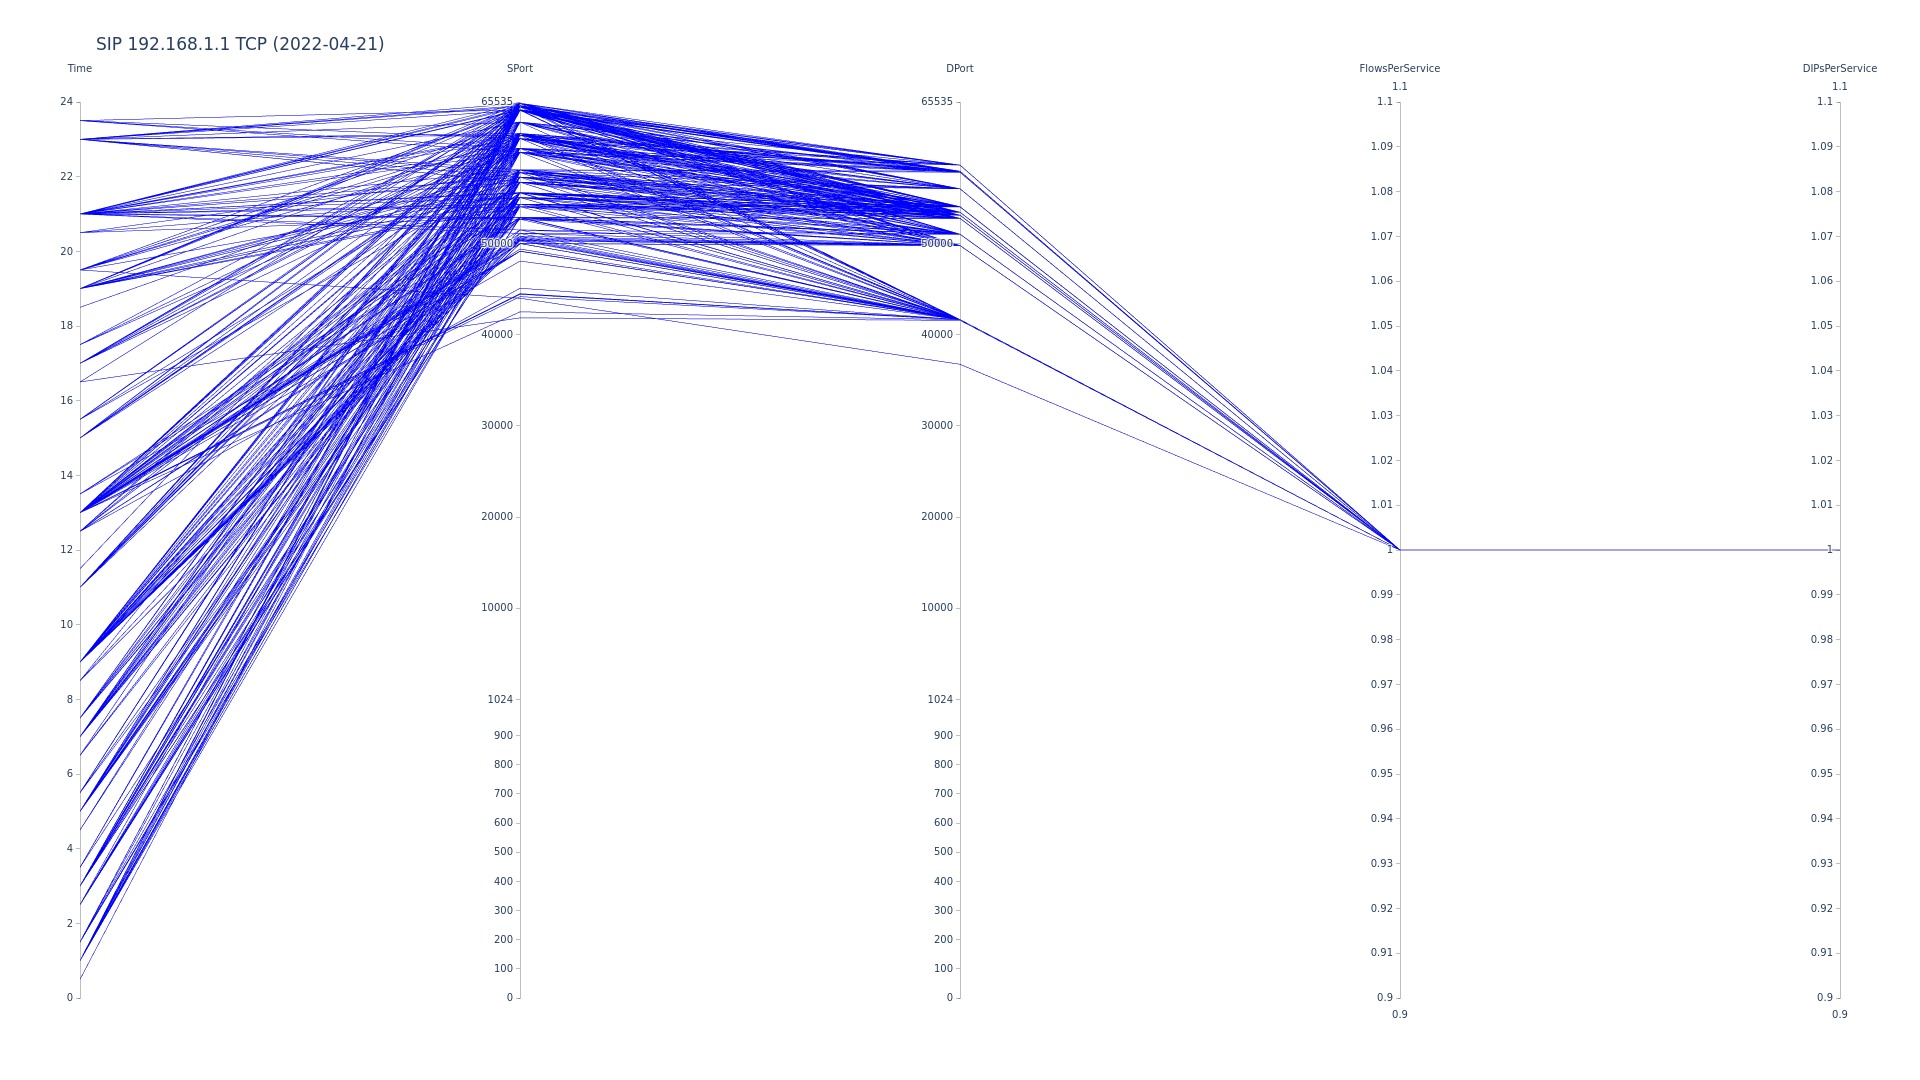 SIP 192.168.1.1 TCP (2022-04-21)
Time SPort DPort FlowsPerService DIPsPerService
1.1 1.1
24 65535 65535 1.1 1.1
1.09 1.09
22 1.08 1.08
50000 50000 1.07 1.07
20 1.06 1.06
18 40000 40000 1.05 1.05
16 1.04 1.04
30000 30000 1.03 1.03
14 1.02 1.02
20000 20000 1.01 1.01
12 1 1
10 10000 10000 0.99 0.99
0.98 0.98
8 1024 1024 0.97 0.97
900 900 0.96 0.96
6 800 800 0.95 0.95
700 700
600 600 0.94 0.94
4 500 500 0.93 0.93
400 400
300 300 0.92 0.92
2 200 200 0.91 0.91
100 100
0 0 0 0.9 0.9
0.9 0.9